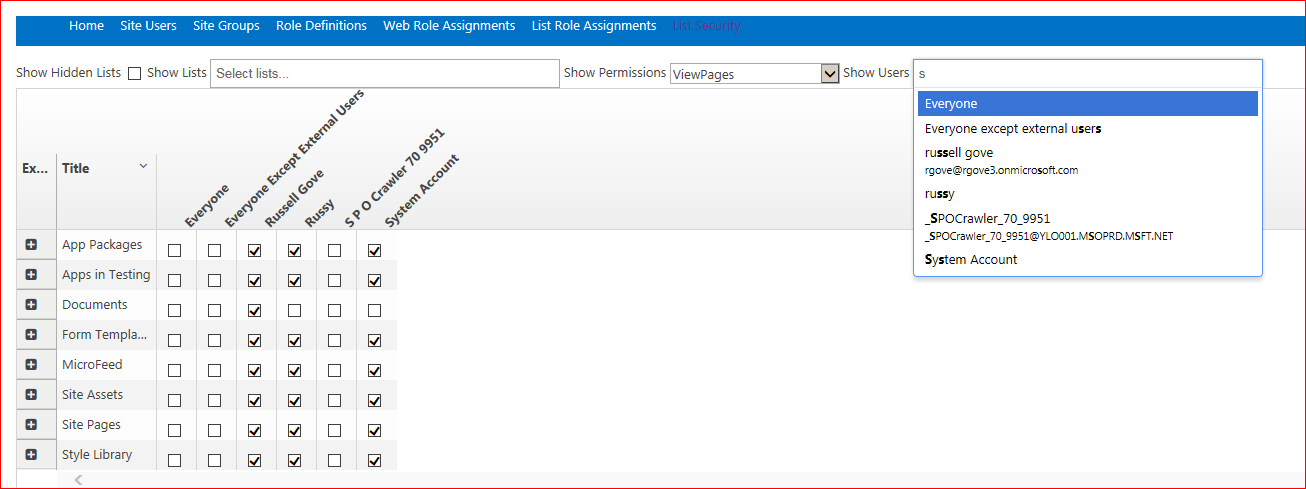 Home Site Users Site Groups Role Definitions Web Role Assignments List Role Assignments List Security
Show Hidden Lists Show Lists Select lists... Show Permissions ViewPages Show Users s
Everyone
Everyone except external users
russell gove
rgove@rgove3.onmicrosoft.com
russy
_SPOCrawler_70_9951
_SPOCrawler_70_9951@YLO001.MSOPRD.MSFT.NET
System Account
Ex... Title
Everyone
Everyone Except External Users
Russell Gove
Russy
S P O Crawler 70 9951
System Account
App Packages
Apps in Testing
Documents
Form Templa...
MicroFeed
Site Assets
Site Pages
Style Library